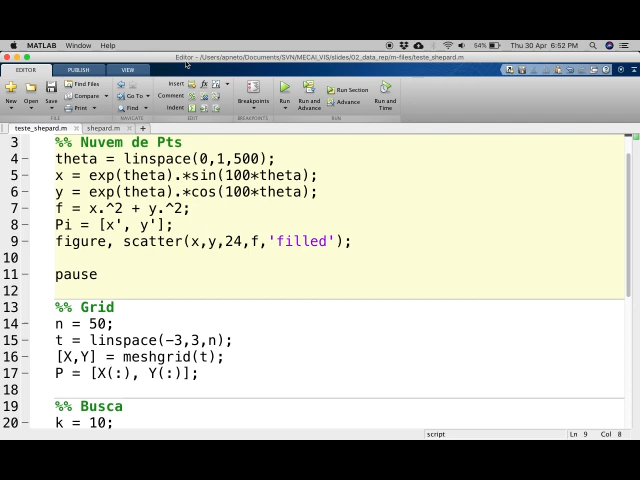 MATLAB Window Help
54% Thu 30 Apr 6:52 PM
Editor - /Users/apneto/Documents/SVN/MECAI_VIS/slides/02_data_rep/m-files/teste_shepard.m
EDITOR PUBLISH VIEW
New Open Save
Find Files
Compare
Print
Go To
Find
Insert
Comment
Indent
Breakpoints
Run
Run and Advance
Run Section
Advance
Run and Time
FILE NAVIGATE EDIT BREAKPOINTS RUN
teste_shepard.m × shepard.m × +
3 %% Nuvem de Pts
4 – theta = linspace(0,1,500);
5 – x = exp(theta).*sin(100*theta);
6 – y = exp(theta).*cos(100*theta);
7 – f = x.^2 + y.^2;
8 – Pi = [x', y'];
9 – figure, scatter(x,y,24,f,'filled');
10
11 – pause
12
13 %% Grid
14 – n = 50;
15 – t = linspace(-3,3,n);
16 – [X,Y] = meshgrid(t);
17 – P = [X(:), Y(:)];
18
19 %% Busca
20 – k = 10;
script Ln 9 Col 8